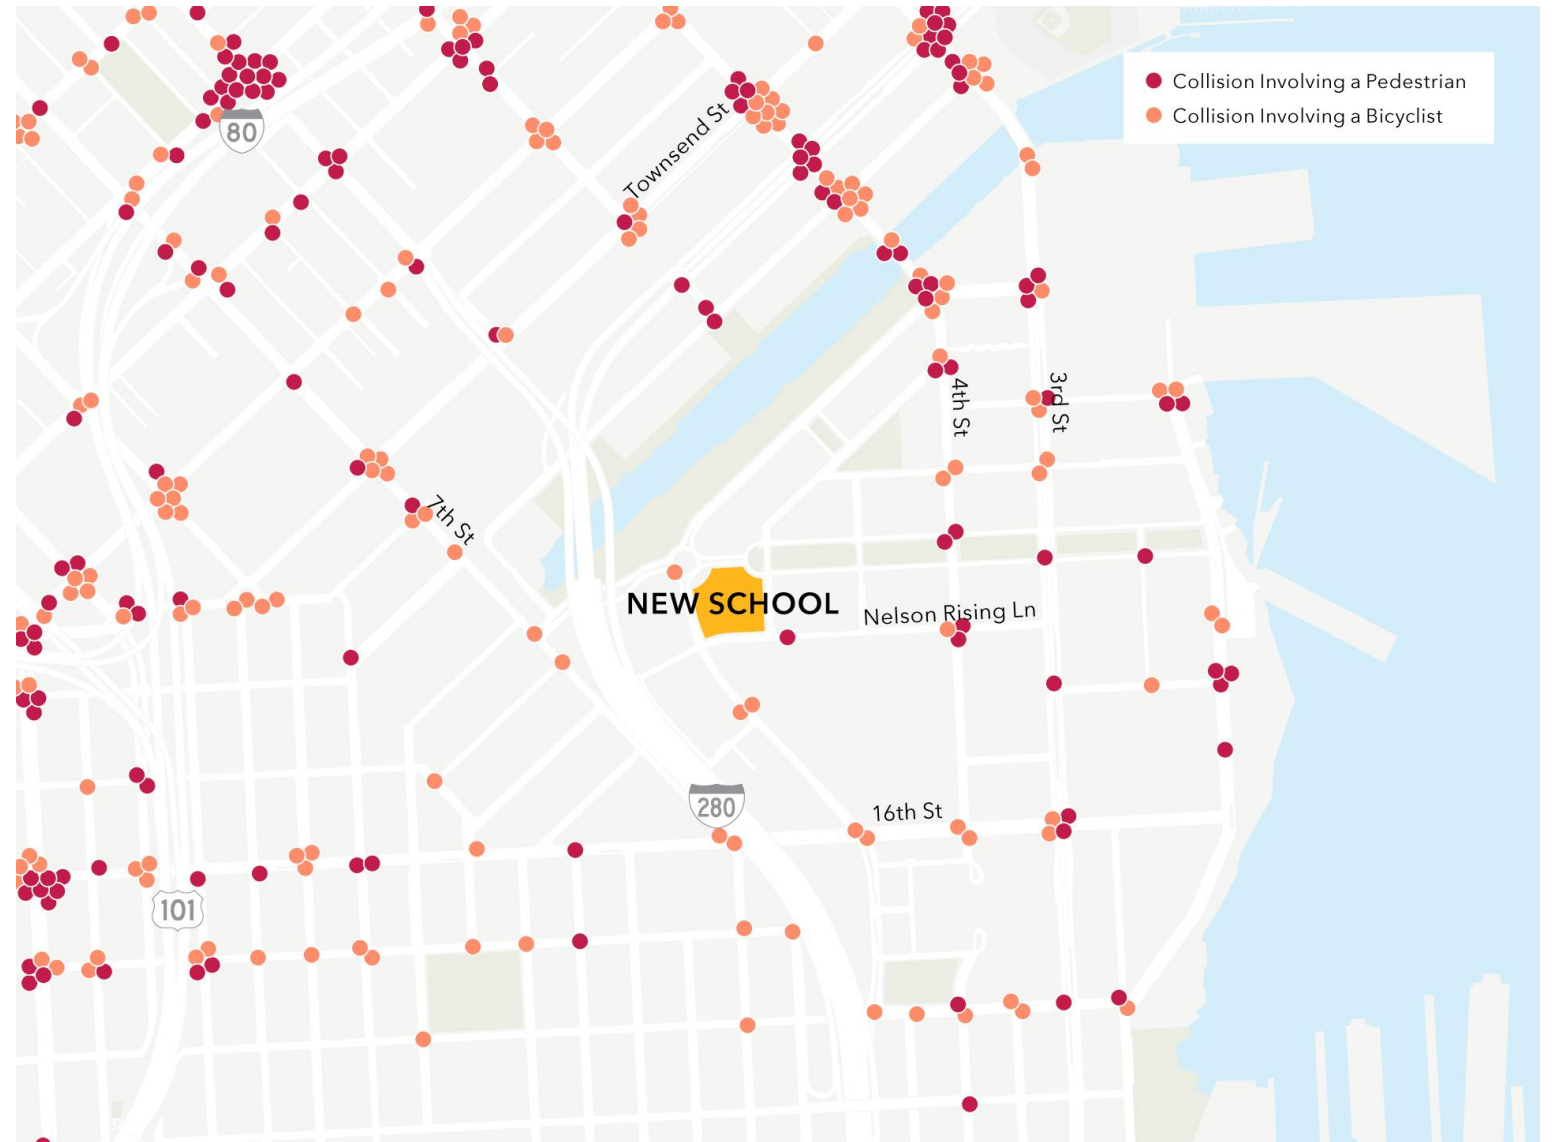 Collision Involving a Pedestrian
Collision Involving a Bicyclist
80
Townsend St
4th St
3rd St
7th St
NEW SCHOOL
Nelson Rising Ln
280
16th St
101